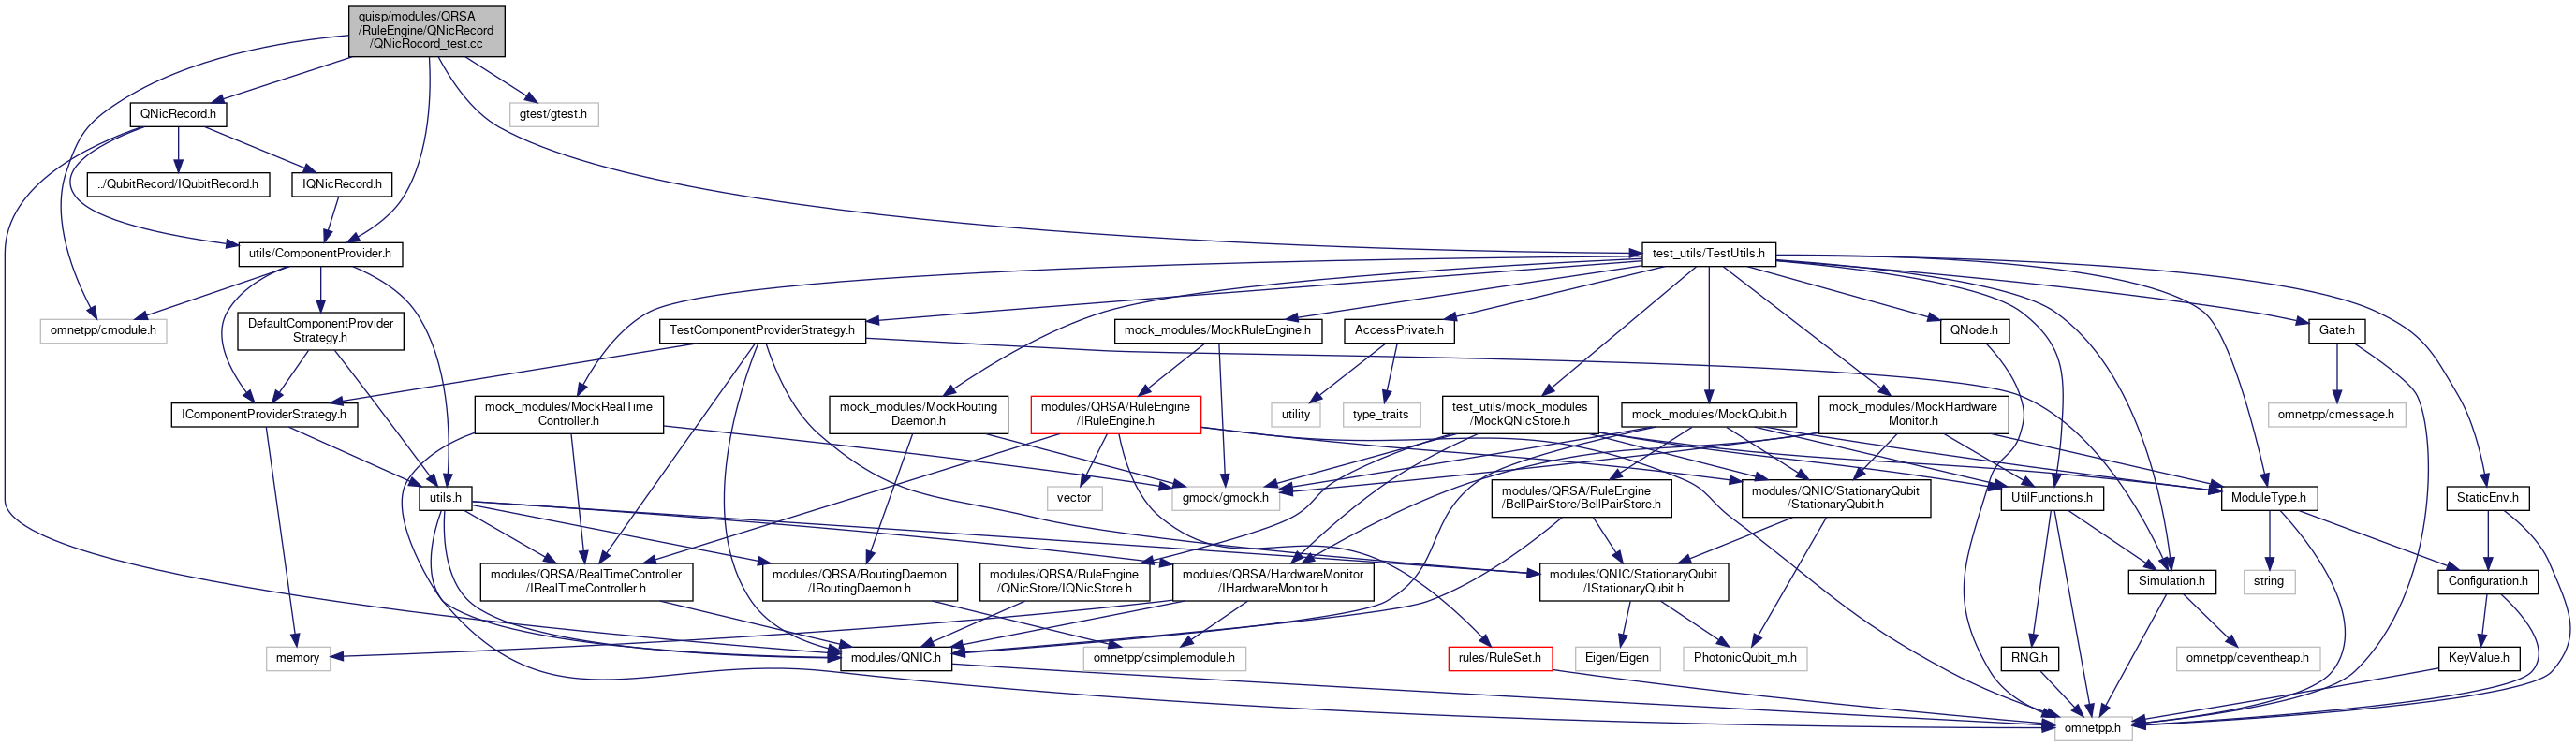 quisp/modules/QRSA
/RuleEngine/QNicRecord
/QNicRocord_test.cc
QNicRecord.h
gtest/gtest.h
../QubitRecord/IQubitRecord.h
IQNicRecord.h
utils/ComponentProvider.h
test_utils/TestUtils.h
omnetpp/cmodule.h
DefaultComponentProvider
Strategy.h
TestComponentProviderStrategy.h
mock_modules/MockRuleEngine.h
AccessPrivate.h
QNode.h
Gate.h
IComponentProviderStrategy.h
mock_modules/MockRealTime
Controller.h
mock_modules/MockRouting
Daemon.h
modules/QRSA/RuleEngine
/IRuleEngine.h
utility
type_traits
test_utils/mock_modules
/MockQNicStore.h
mock_modules/MockQubit.h
mock_modules/MockHardware
Monitor.h
omnetpp/cmessage.h
utils.h
vector
gmock/gmock.h
modules/QRSA/RuleEngine
/BellPairStore/BellPairStore.h
modules/QNIC/StationaryQubit
/StationaryQubit.h
UtilFunctions.h
ModuleType.h
StaticEnv.h
modules/QRSA/RealTimeController
/IRealTimeController.h
modules/QRSA/RoutingDaemon
/IRoutingDaemon.h
modules/QRSA/RuleEngine
/QNicStore/IQNicStore.h
modules/QRSA/HardwareMonitor
/IHardwareMonitor.h
modules/QNIC/StationaryQubit
/IStationaryQubit.h
Simulation.h
string
Configuration.h
memory
modules/QNIC.h
omnetpp/csimplemodule.h
rules/RuleSet.h
Eigen/Eigen
PhotonicQubit_m.h
RNG.h
omnetpp/ceventheap.h
KeyValue.h
omnetpp.h